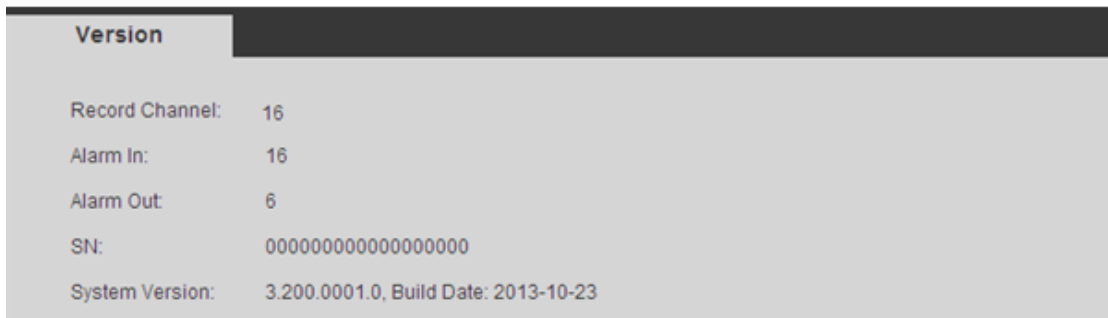 Version
Record Channel: 16
Alarm In: 16
Alarm Out: 6
SN: 000000000000000000
System Version: 3.200.0001.0, Build Date: 2013-10-23